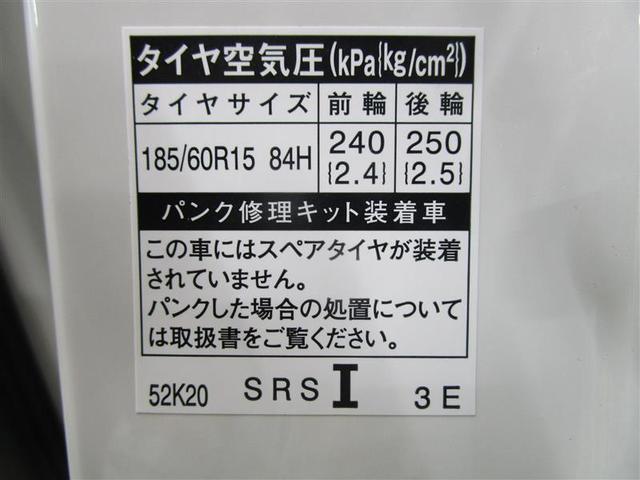 タイヤ空気圧(kPa{kg/cm²})
タイヤサイズ 前輪 後輪
185/60R15 84H 240 250
{2.4} {2.5}
パンク修理キット装着車
この車にはスペアタイヤが装着
されていません。
パンクした場合の処置について
は取扱書をご覧ください。
52K20 SRS I 3E